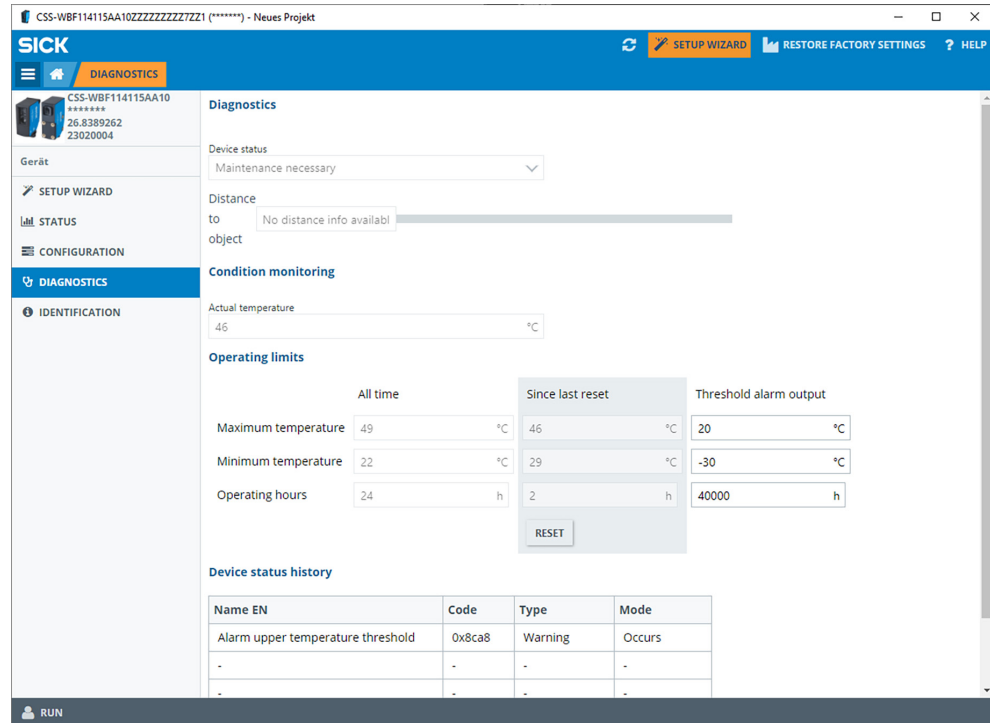 CSS-WBF114115AA10ZZZZZZZZZ7ZZ1 (*******) - Neues Projekt
SICK
SETUP WIZARD
RESTORE FACTORY SETTINGS
? HELP
DIAGNOSTICS
CSS-WBF114115AA10
*******
26.8389262
23020004
Gerät
SETUP WIZARD
STATUS
CONFIGURATION
DIAGNOSTICS
IDENTIFICATION
Diagnostics
Device status
Maintenance necessary
Distance
to
object
No distance info availabl
Condition monitoring
Actual temperature
46 °C
Operating limits
All time Since last reset Threshold alarm output
Maximum temperature 49 °C 46 °C 20 °C
Minimum temperature 22 °C 29 °C -30 °C
Operating hours 24 h 2 h 40000 h
RESET
Device status history
Name EN Code Type Mode
Alarm upper temperature threshold 0x8ca8 Warning Occurs
- - - -
- - - -
RUN